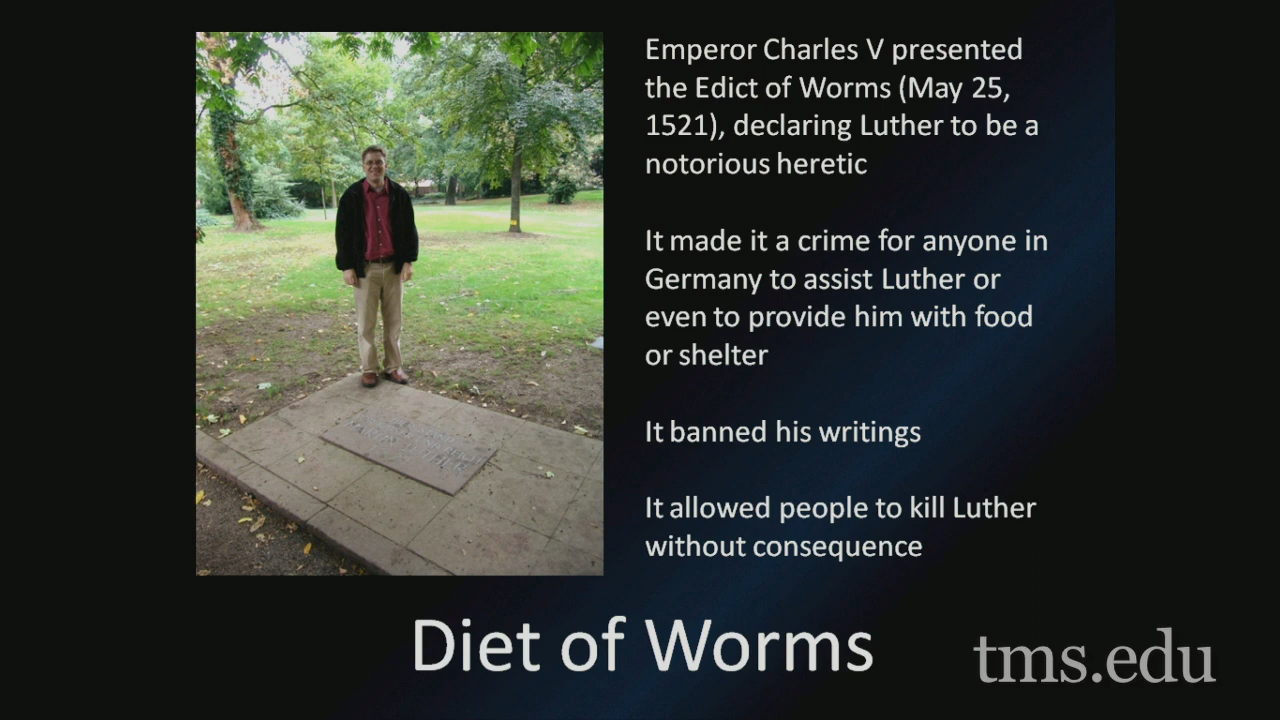 Emperor Charles V presented
the Edict of Worms (May 25,
1521), declaring Luther to be a
notorious heretic
It made it a crime for anyone in
Germany to assist Luther or
even to provide him with food
or shelter
It banned his writings
It allowed people to kill Luther
without consequence
Diet of Worms
tms.edu